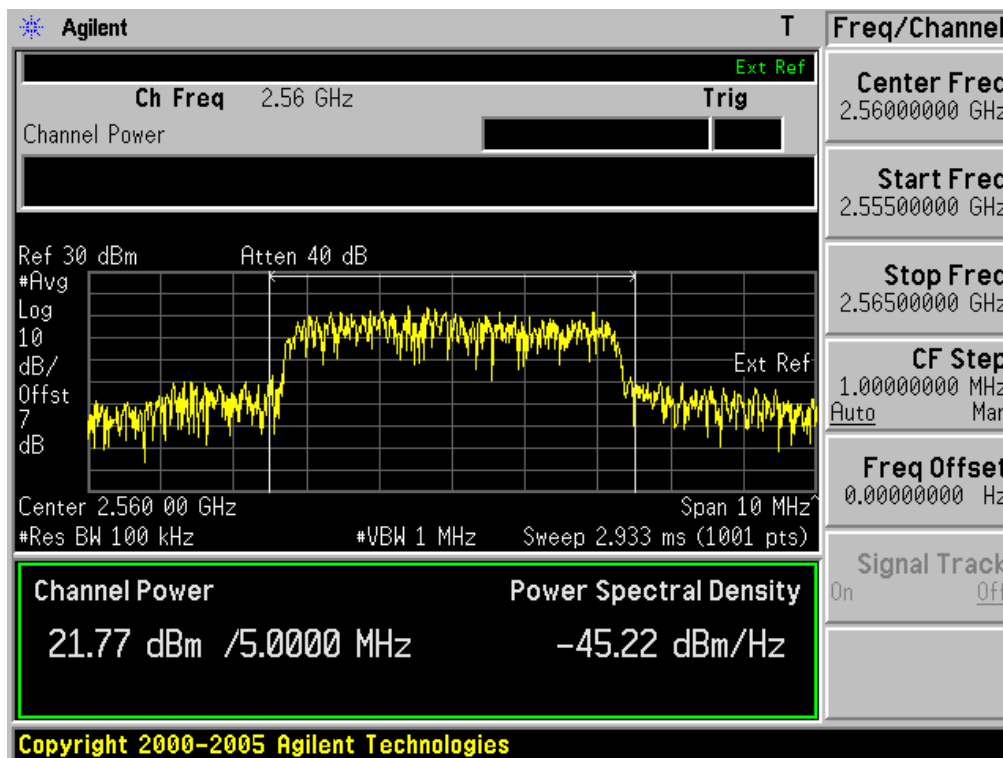 Agilent T
Ext Ref
Ch Freq 2.56 GHz Trig
Channel Power
Ref 30 dBm Atten 40 dB
#Avg
Log
10
dB/
Offst
7
dB
Ext Ref
Center 2.560 00 GHz Span 10 MHz^
#Res BW 100 kHz #VBW 1 MHz Sweep 2.933 ms (1001 pts)
Channel Power Power Spectral Density
21.77 dBm /5.0000 MHz -45.22 dBm/Hz
Copyright 2000-2005 Agilent Technologies
Freq/Channel
Center Freq
2.56000000 GHz
Start Freq
2.55500000 GHz
Stop Freq
2.56500000 GHz
CF Step
1.00000000 MHz
Auto Man
Freq Offset
0.00000000 Hz
Signal Track
On Off